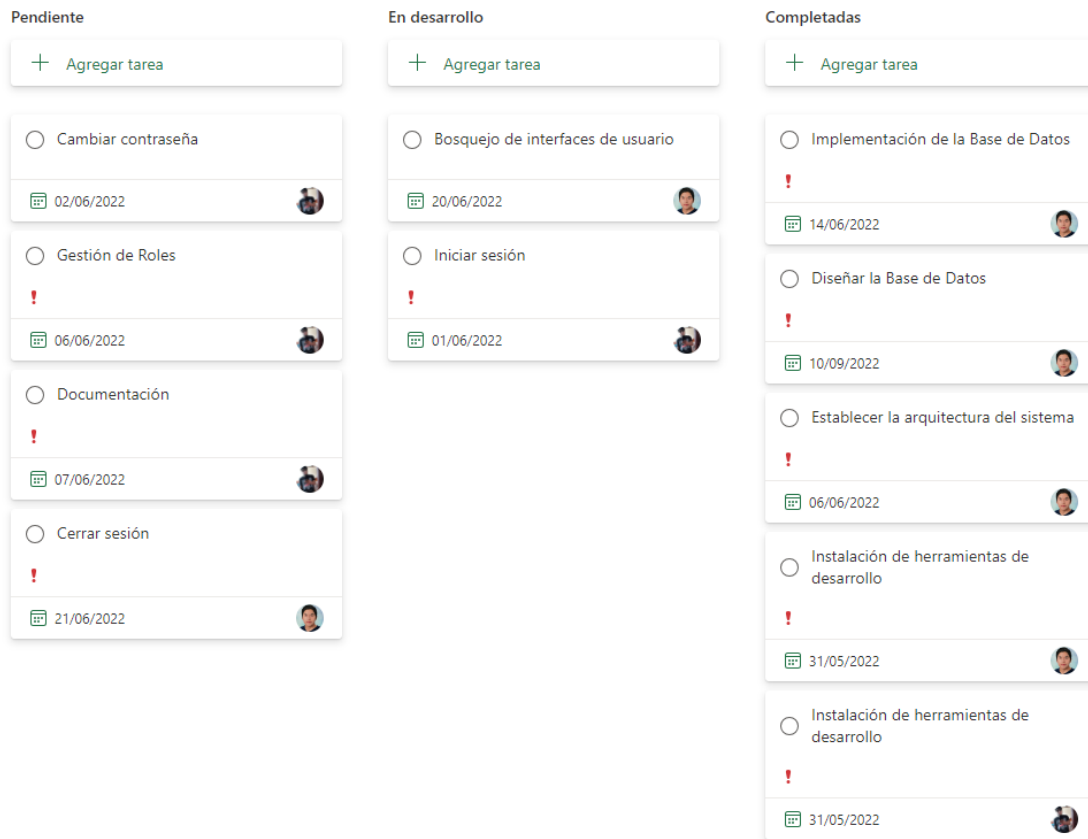 Pendiente
Agregar tarea
Cambiar contraseña
02/06/2022
Gestión de Roles
06/06/2022
Documentación
07/06/2022
Cerrar sesión
21/06/2022
En desarrollo
Agregar tarea
Bosquejo de interfaces de usuario
20/06/2022
Iniciar sesión
01/06/2022
Completadas
Agregar tarea
Implementación de la Base de Datos
14/06/2022
Diseñar la Base de Datos
10/09/2022
Establecer la arquitectura del sistema
06/06/2022
Instalación de herramientas de
desarrollo
31/05/2022
Instalación de herramientas de
desarrollo
31/05/2022